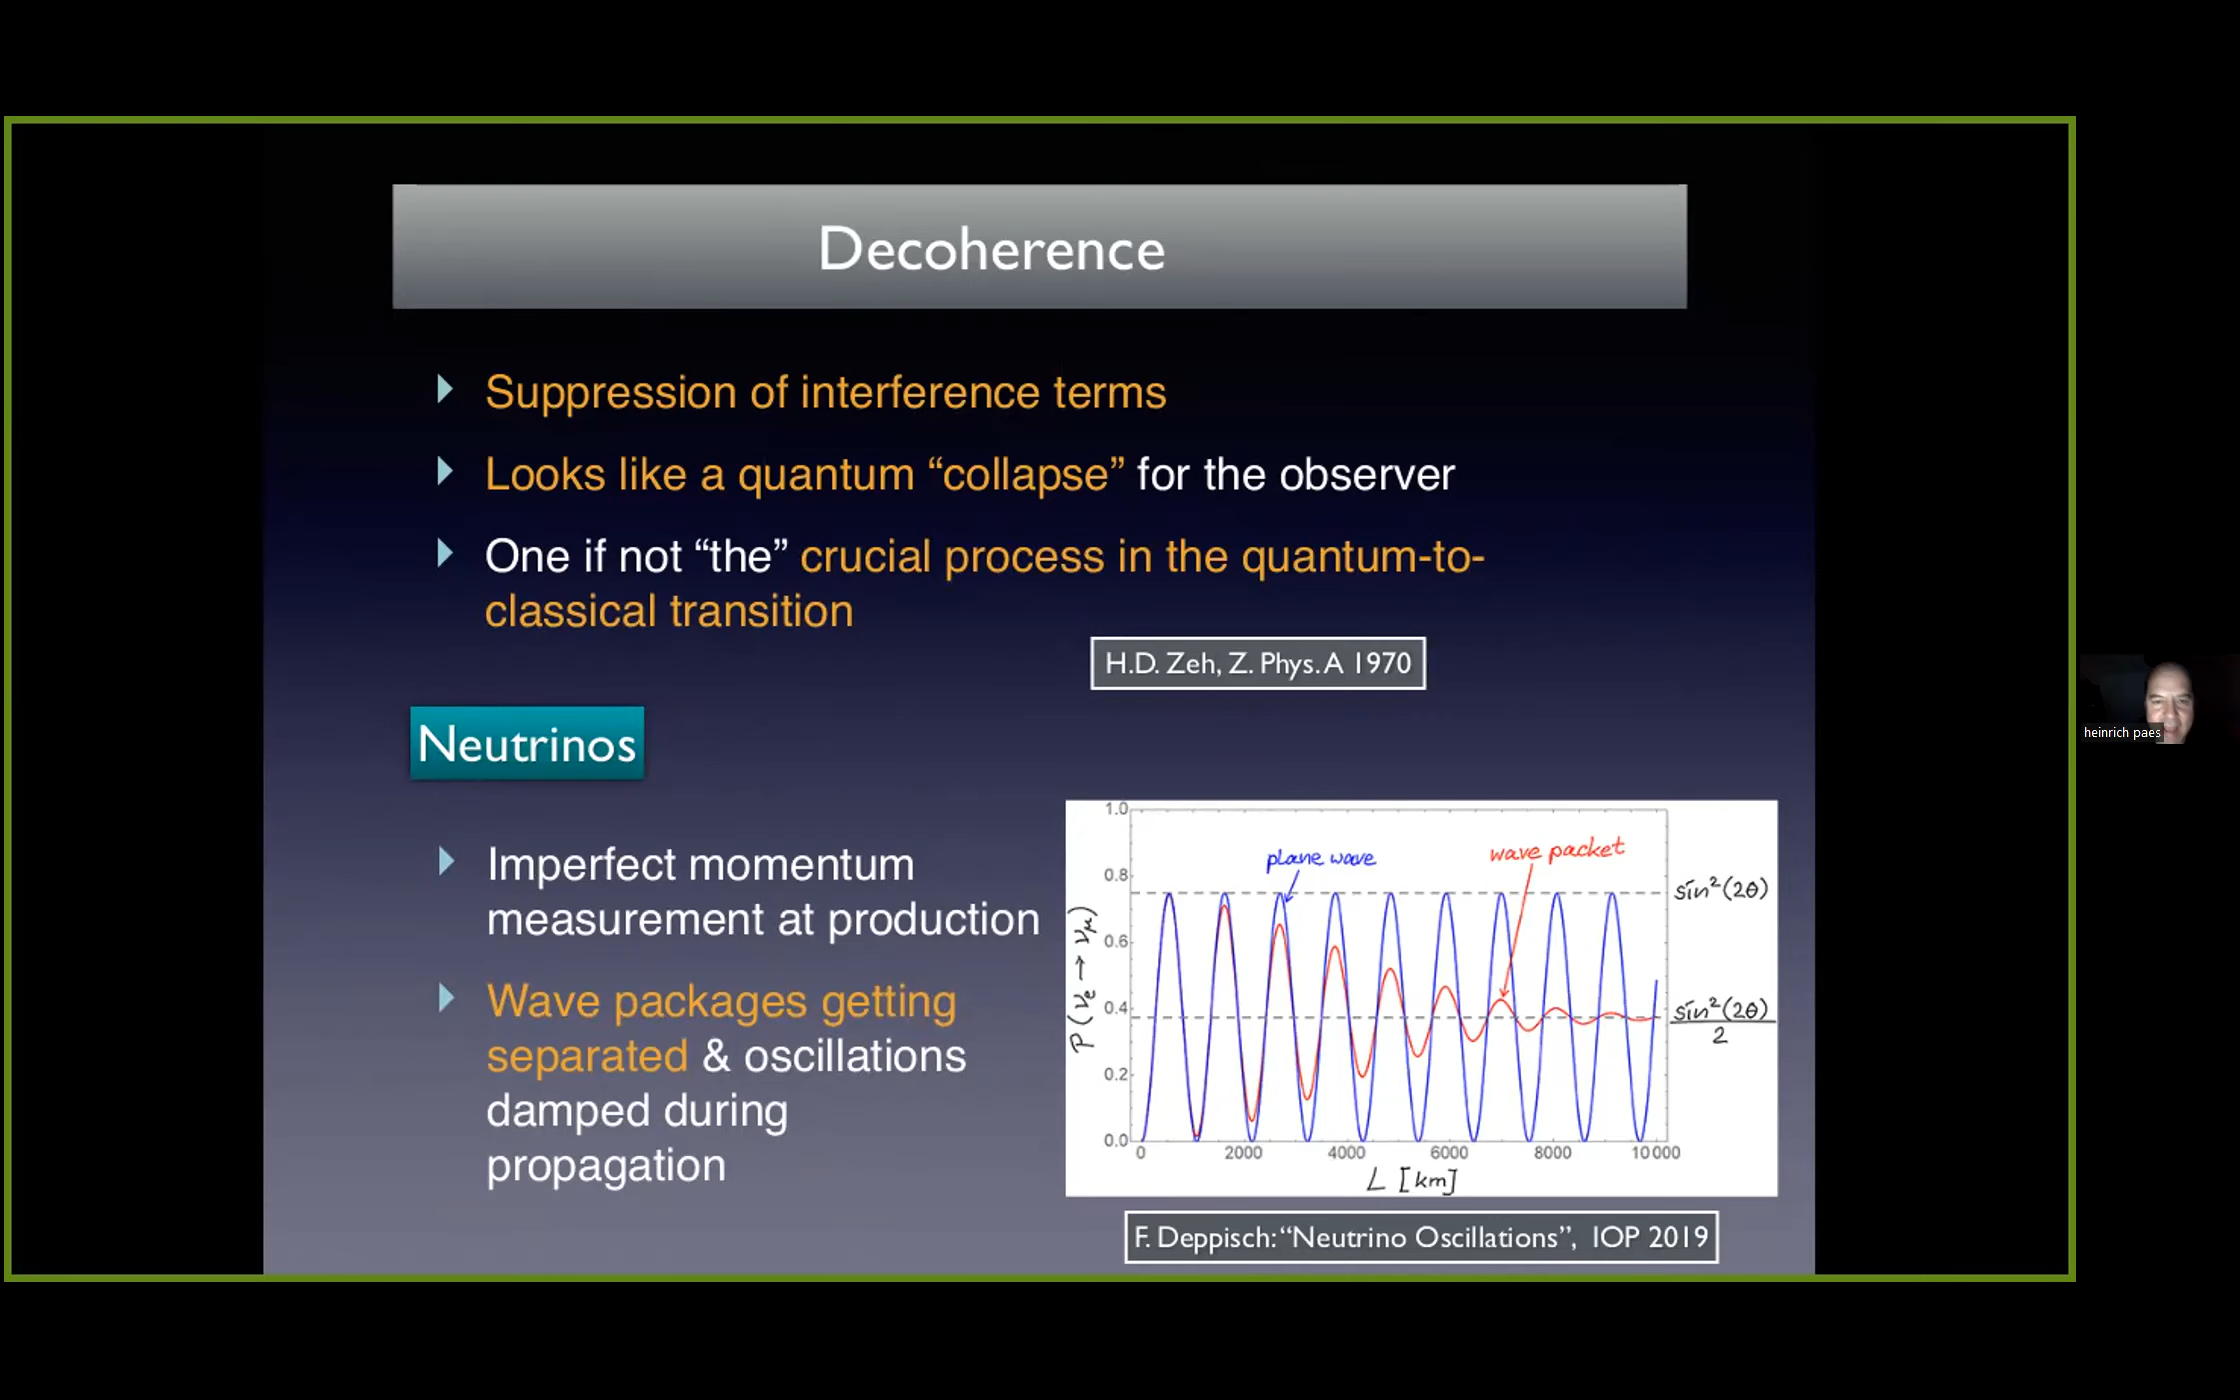 Decoherence
Suppression of interference terms
Looks like a quantum “collapse” for the observer
One if not “the” crucial process in the quantum-to-
classical transition
H.D. Zeh, Z. Phys. A 1970
Neutrinos
Imperfect momentum
measurement at production
Wave packages getting
separated & oscillations
damped during
propagation
1.0
0.8
0.6
0.4
0.2
0.0
P(νe → νμ)
plane wave
wave packet
sin²(2θ)
sin²(2θ)
2
0 2000 4000 6000 8000 10000
L [km]
F. Deppisch: “Neutrino Oscillations”, IOP 2019
heinrich paes